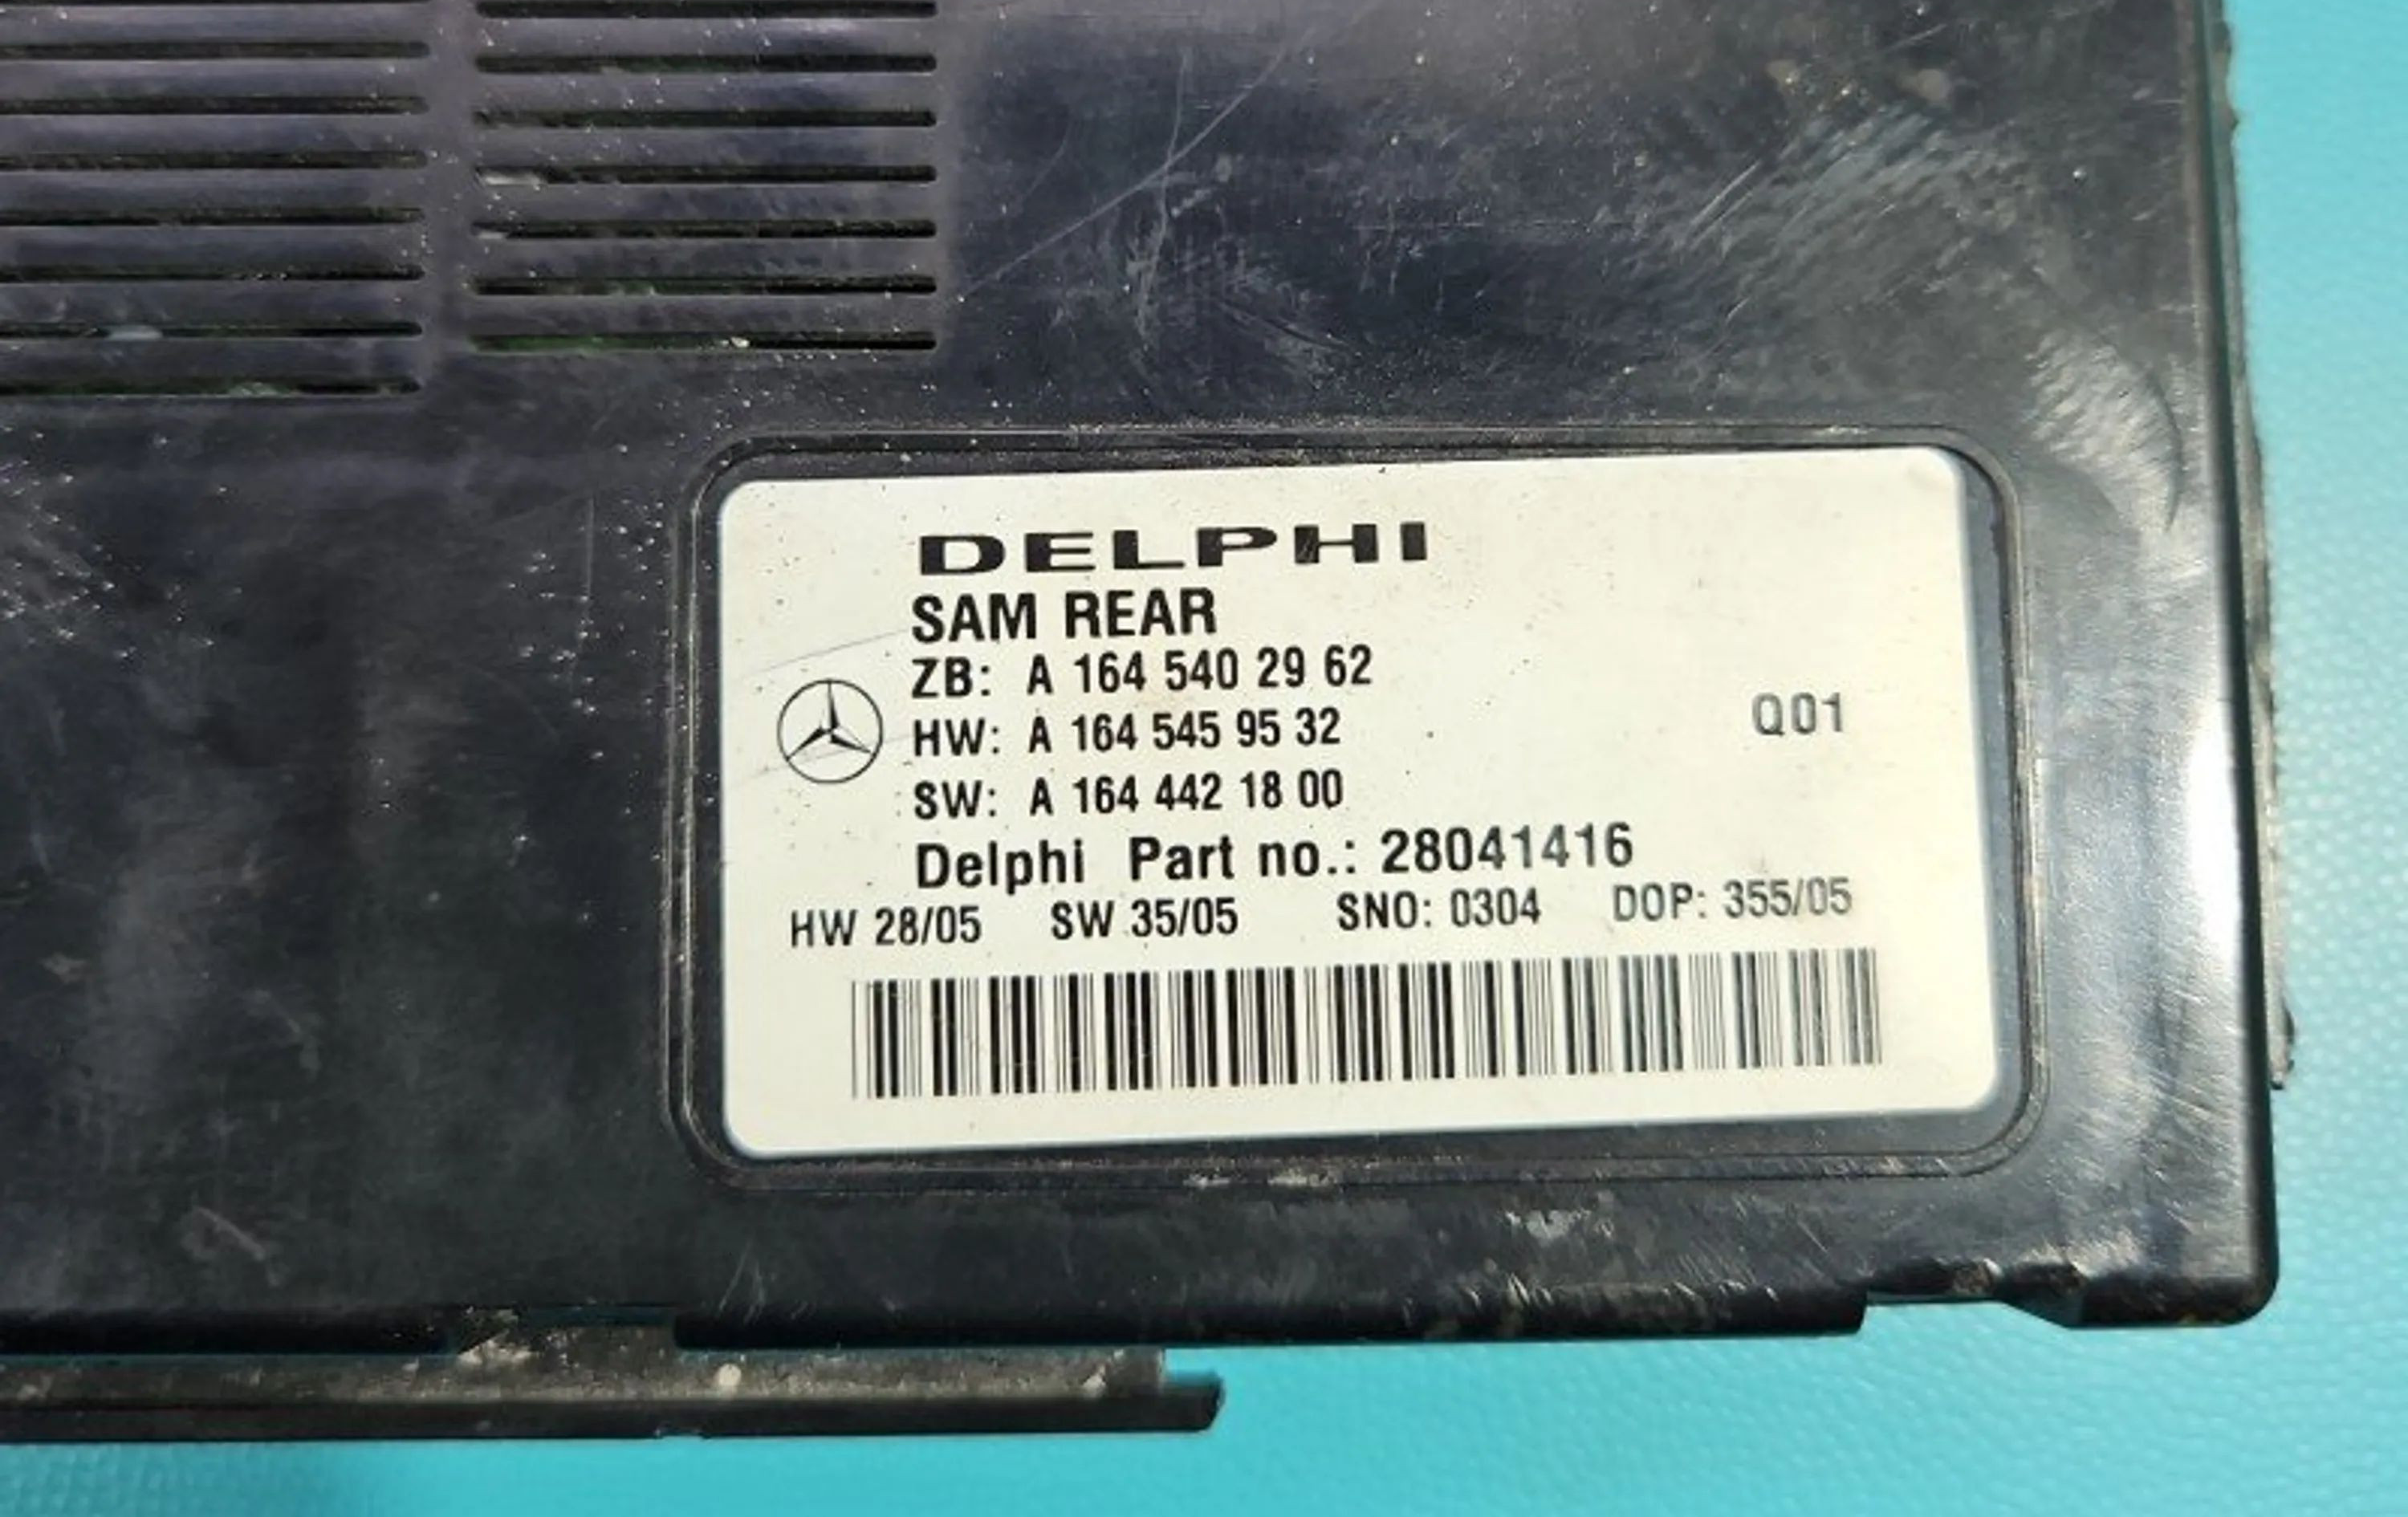 DELPHI
SAM REAR
ZB: A 164 540 29 62
HW: A 164 545 95 32
Q01
SW: A 164 442 18 00
Delphi Part no.: 28041416
HW 28/05 SW 35/05 SNO: 0304 DOP: 355/05